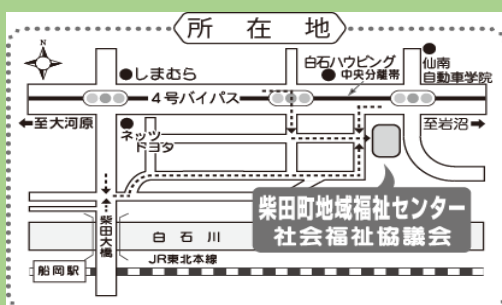 所在地
N
しまむら
白石ハウビング
中央分離帯
仙南
自動車学院
4号バイパス
至大河原
ネッツ
トヨタ
至岩沼
柴田町地域福祉センター
社会福祉協議会
柴田大橋
白石川
JR東北本線
船岡駅